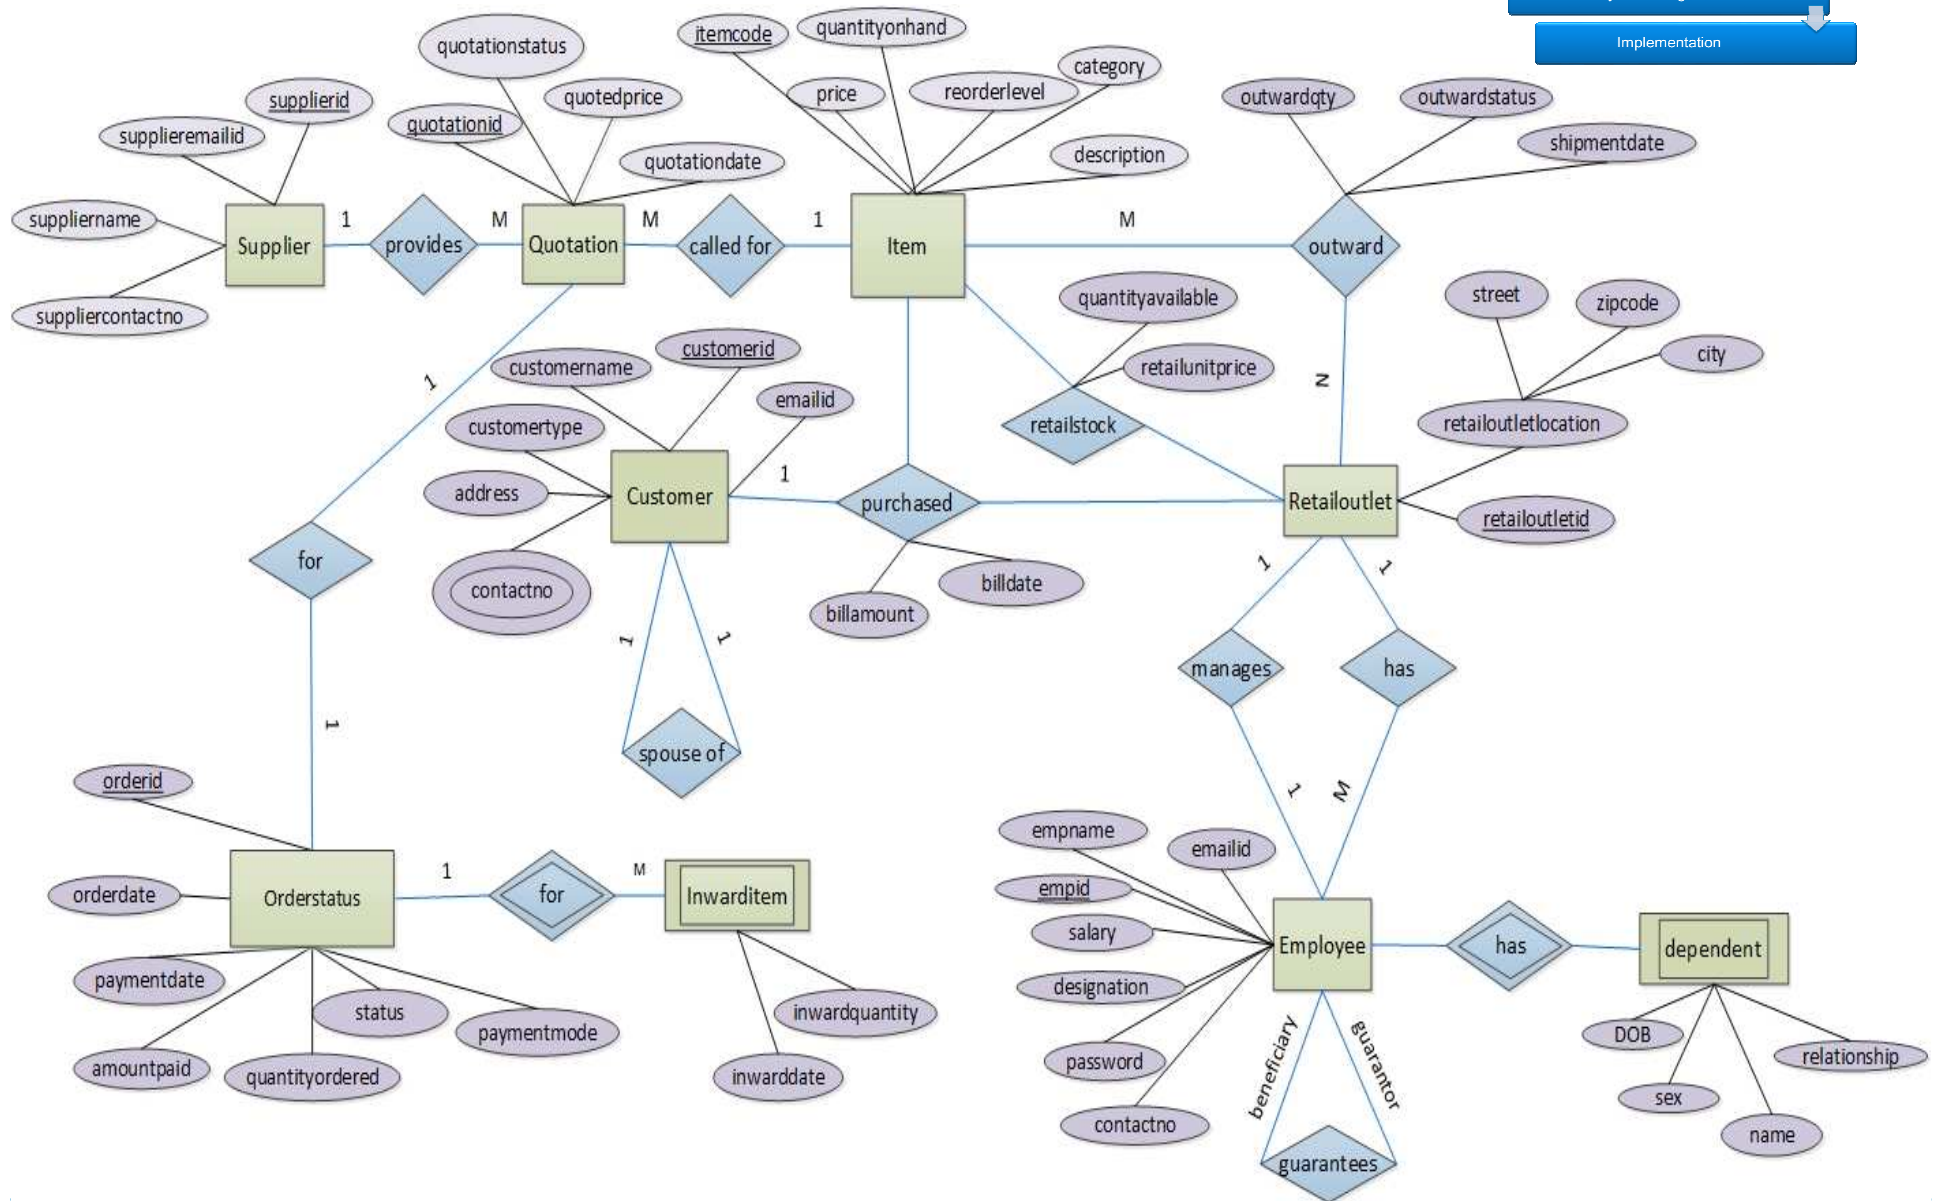 Implementation
itemcode
quantityonhand
quotationstatus
category
price
reorderlevel
supplierid
quotedprice
outwardqty
outwardstatus
quotationid
supplieremailid
shipmentdate
quotationdate
description
suppliername
1
M
M
1
M
Supplier
provides
Quotation
called for
Item
outward
suppliercontactno
quantityavailable
street
zipcode
customerid
city
customername
retailunitprice
1
N
emailid
customertype
retailstock
retailoutletlocation
1
address
Customer
purchased
Retailoutlet
retailoutletid
for
1
1
contactno
billdate
billamount
1
1
manages
has
1
spouse of
orderid
1
M
empname
emailid
1
M
orderdate
Orderstatus
for
Inwarditem
empid
salary
Employee
has
dependent
paymentdate
designation
status
inwardquantity
paymentmode
beneficiary
guarantor
DOB
relationship
amountpaid
quantityordered
inwarddate
password
sex
contactno
name
guarantees